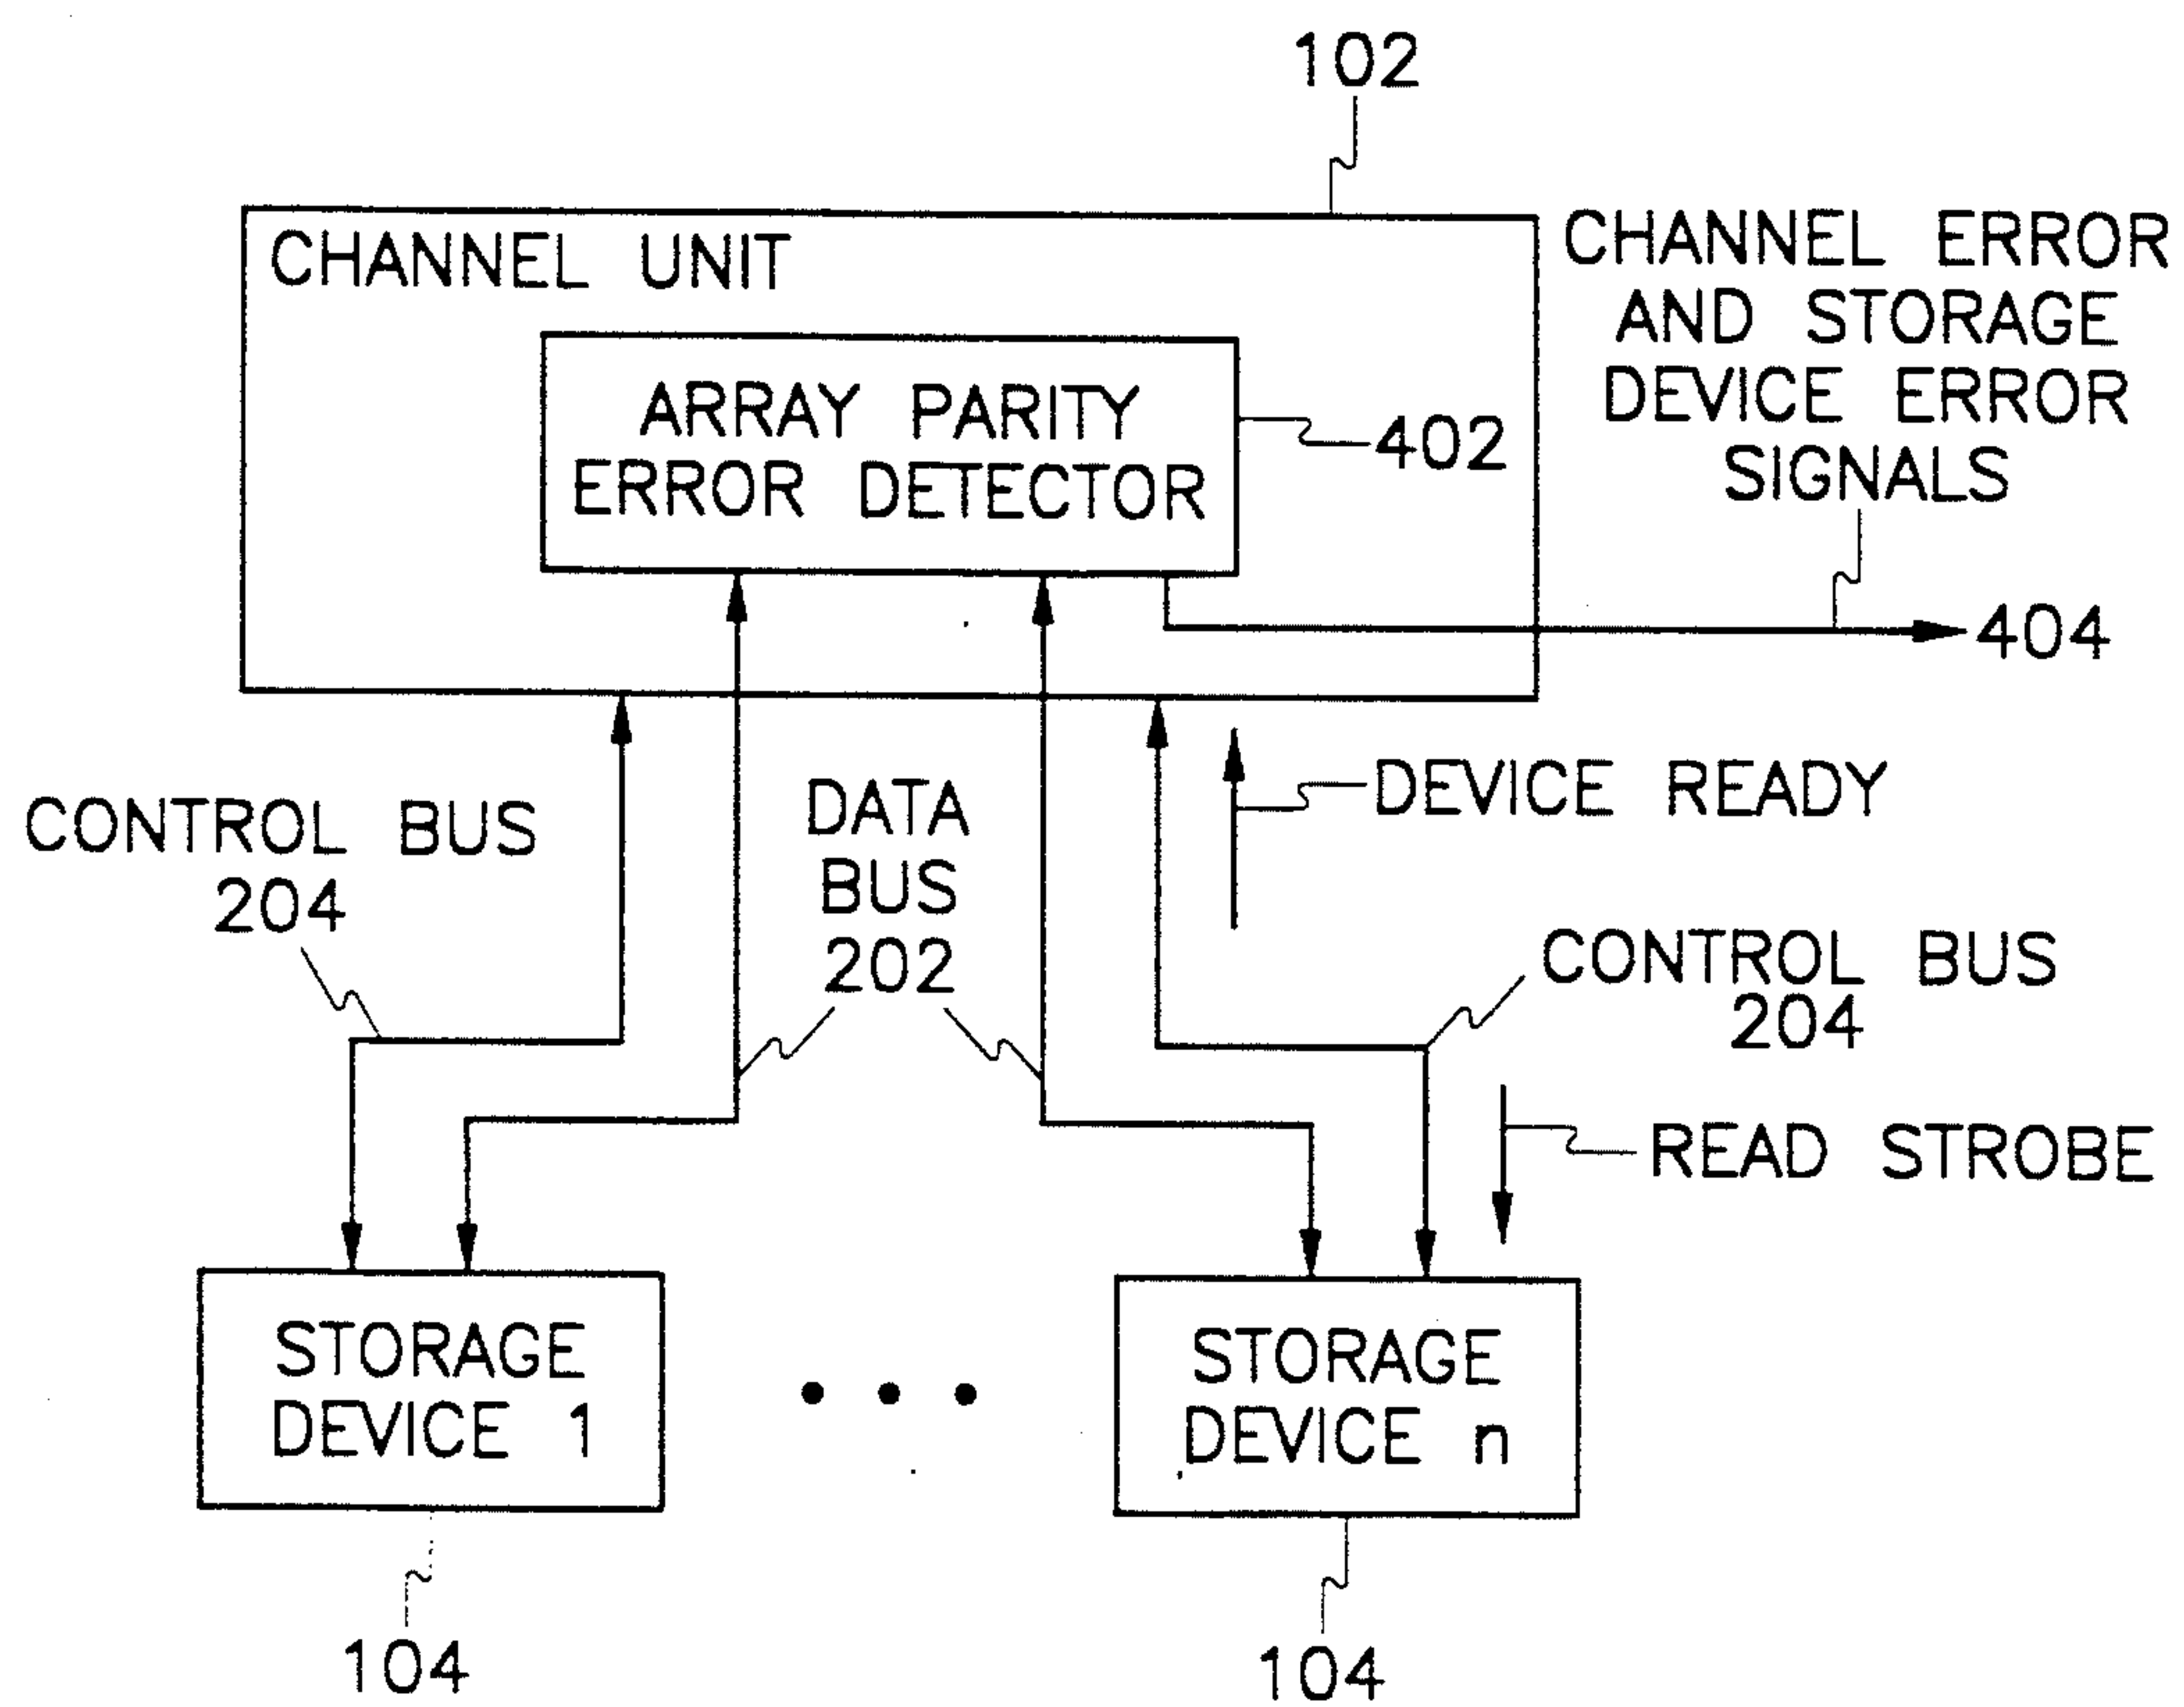 102
CHANNEL UNIT
CHANNEL ERROR
AND STORAGE
DEVICE ERROR
SIGNALS
ARRAY PARITY
ERROR DETECTOR
402
404
CONTROL BUS
204
DATA
BUS
202
DEVICE READY
CONTROL BUS
204
READ STROBE
STORAGE
DEVICE 1
STORAGE
DEVICE n
104
104